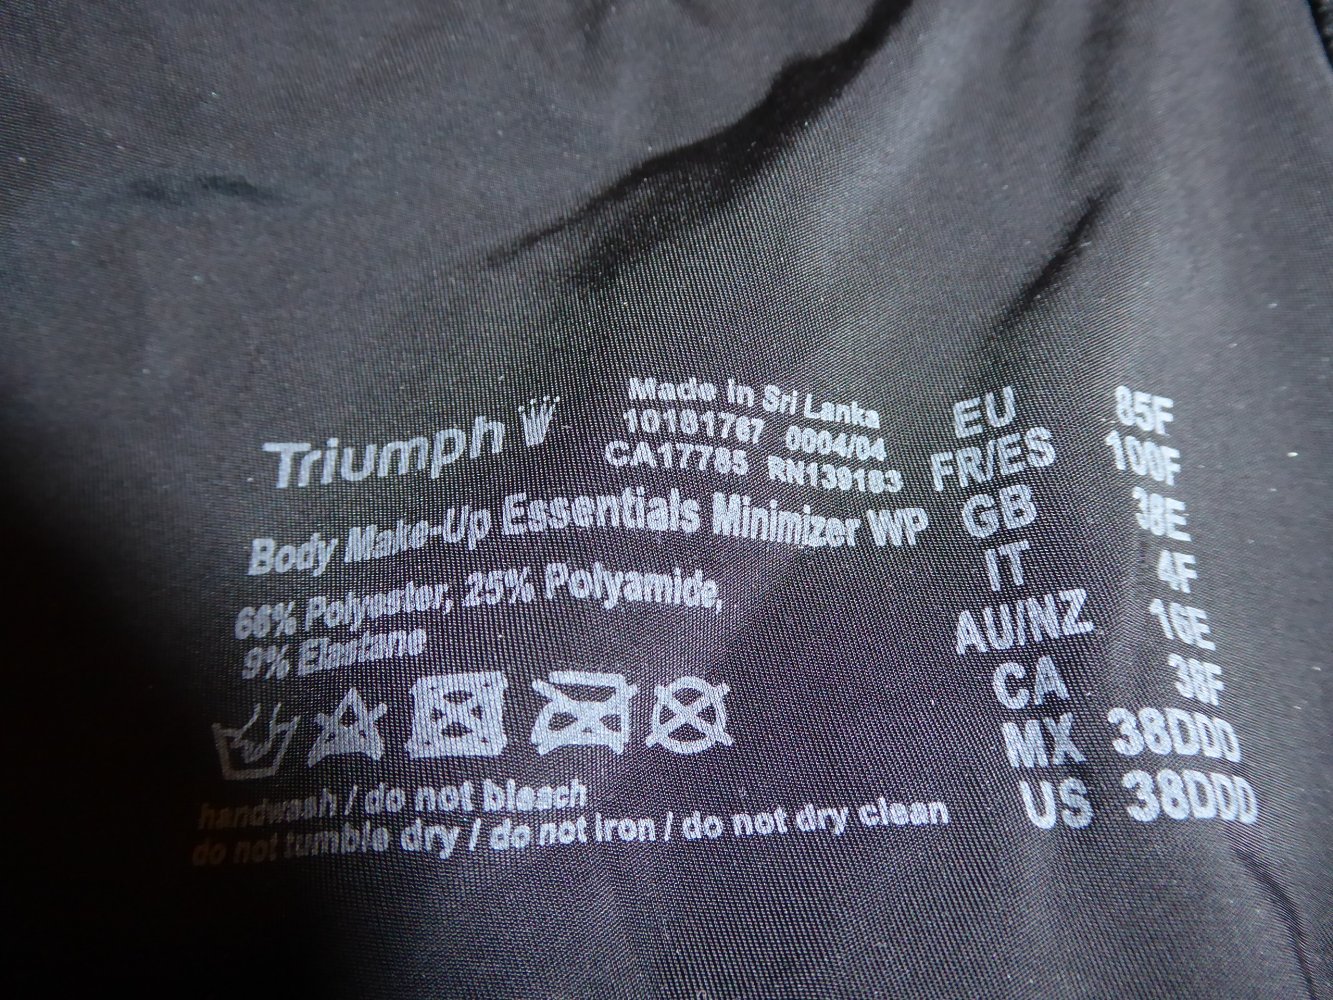 Triumph
Made in Sri Lanka
10181767 0004/04
CA17785 RN139183
Body Make-Up Essentials Minimizer WP
66% Polyester, 25% Polyamide,
9% Elastane
handwash / do not bleach
do not tumble dry / do not iron / do not dry clean
EU 85F
FR/ES 100F
GB 38E
IT 4F
AU/NZ 16E
CA 38F
MX 38DDD
US 38DDD